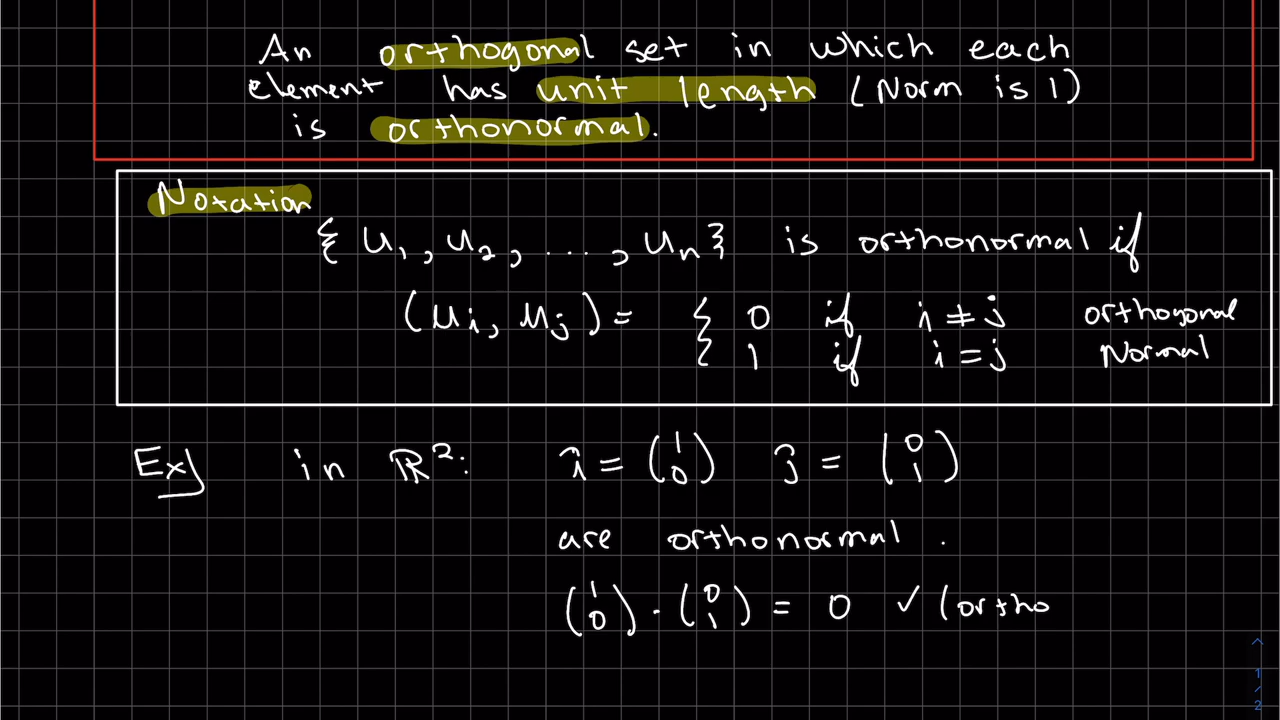 An orthogonal set in which each
element has unit length (Norm is 1)
is orthonormal.
Notation
{ u₁, u₂, ..., uₙ } is orthonormal if
(uᵢ, uⱼ) = { 0 if i ≠ j orthogonal
{ 1 if i = j Normal
Ex) in ℝ²: î = (1 0) ĵ = (0 1)
are orthonormal.
(1 0) · (0 1) = 0 ✓ (ortho
1/2